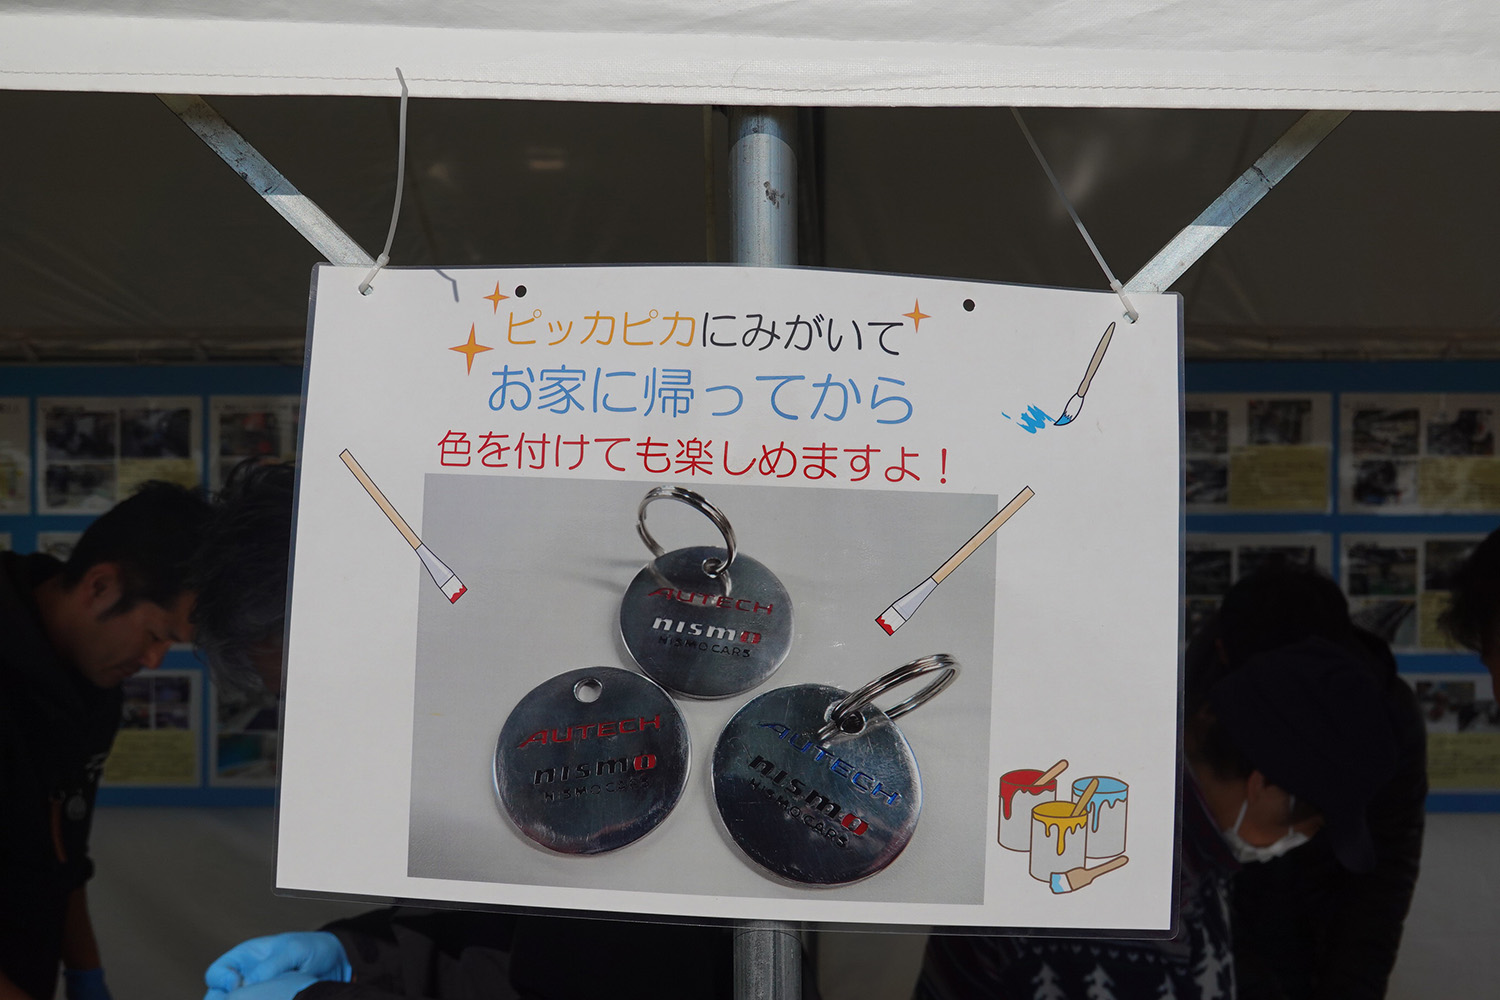 ピッカピカにみがいて
お家に帰ってから
色を付けても楽しめますよ！
AUTECH
nismo
NISMO CARS
AUTECH
nismo
NISMO CARS
AUTECH
nismo
NISMO CARS